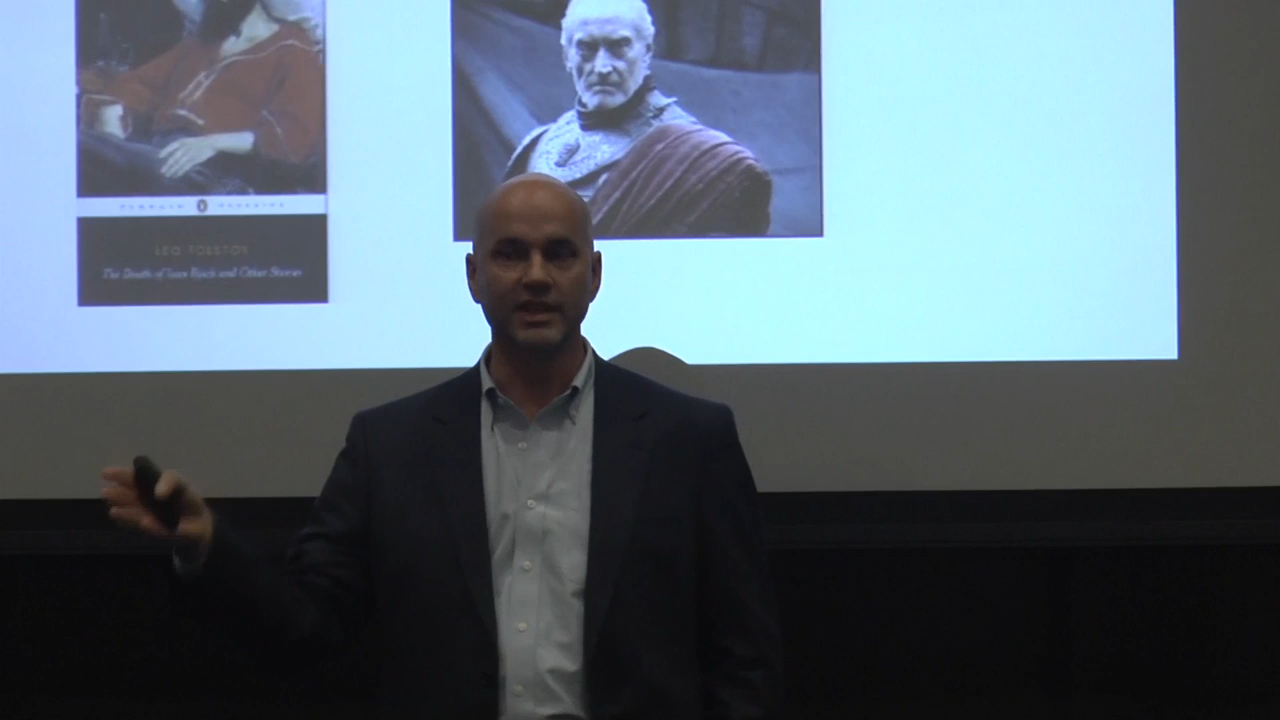 PENGUIN CLASSICS
LEO TOLSTOY
The Death of Ivan Ilyich and Other Stories